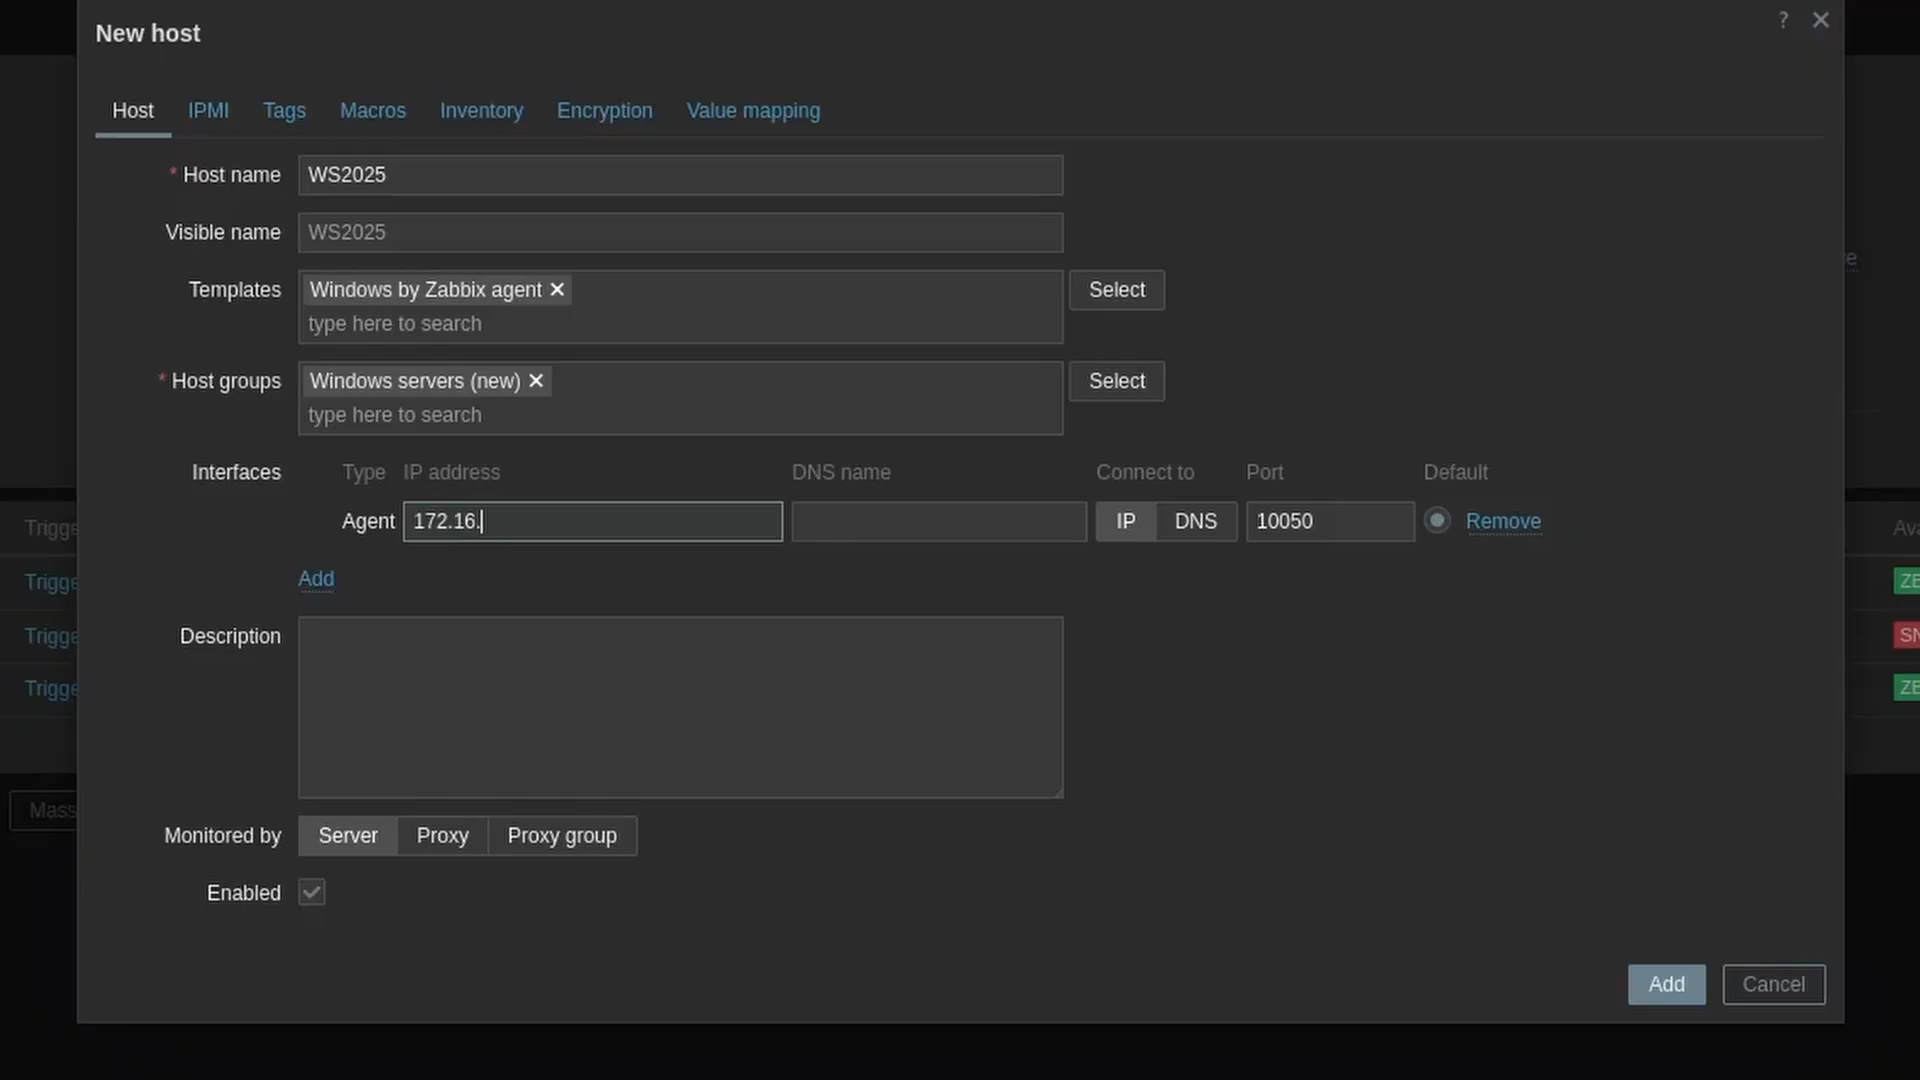 New host
?
Host IPMI Tags Macros Inventory Encryption Value mapping
* Host name WS2025
Visible name WS2025
Templates Windows by Zabbix agent
type here to search
Select
* Host groups Windows servers (new)
type here to search
Select
Interfaces Type IP address DNS name Connect to Port Default
Agent 172.16. IP DNS 10050 Remove
Add
Description
Monitored by Server Proxy Proxy group
Enabled
Add Cancel